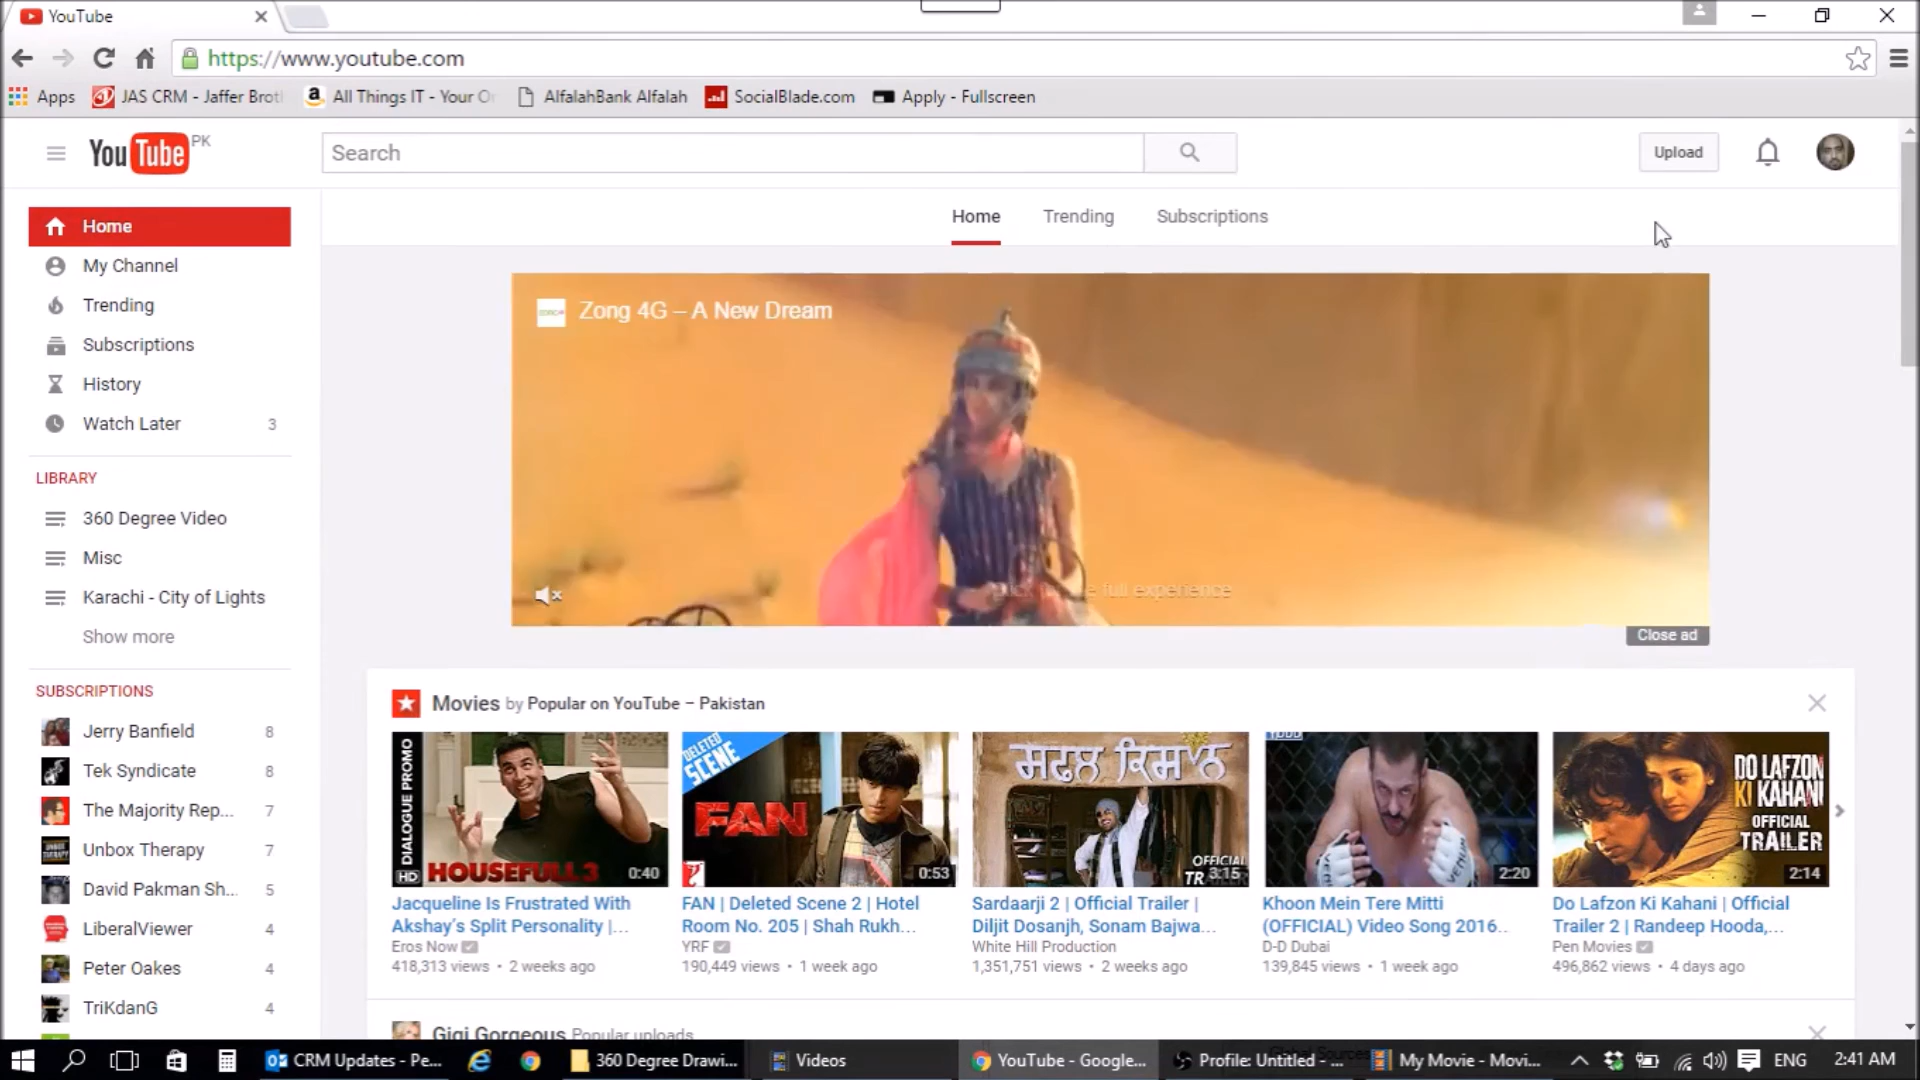 YouTube
https://www.youtube.com
Apps JAS CRM - Jaffer Brot All Things IT - Your Or AlfalahBank Alfalah SocialBlade.com Apply - Fullscreen
YouTube PK
Search
Upload
Home Trending Subscriptions
Home
My Channel
Trending
Subscriptions
History
Watch Later 3
LIBRARY
360 Degree Video
Misc
Karachi - City of Lights
Show more
SUBSCRIPTIONS
Jerry Banfield 8
Tek Syndicate 8
The Majority Rep... 7
Unbox Therapy 7
David Pakman Sh... 5
LiberalViewer 4
Peter Oakes 4
TriKdanG 4
Zong 4G – A New Dream
full experience
Close ad
Movies by Popular on YouTube – Pakistan
DIALOGUE PROMO
HD
HOUSEFULL 3
0:40
Jacqueline Is Frustrated With
Akshay's Split Personality |...
Eros Now
418,313 views • 2 weeks ago
DELETED
SCENE
FAN
0:53
FAN | Deleted Scene 2 | Hotel
Room No. 205 | Shah Rukh...
YRF
190,449 views • 1 week ago
ਸਫਲ ਕਿਸਾਨ
OFFICIAL
3:15
Sardaarji 2 | Official Trailer |
Diljit Dosanjh, Sonam Bajwa...
White Hill Production
1,351,751 views • 2 weeks ago
VENUM
2:20
Khoon Mein Tere Mitti
(OFFICIAL) Video Song 2016..
D-D Dubai
139,845 views • 1 week ago
DO LAFZON
KI KAHANI
OFFICIAL
TRAILER
2:14
Do Lafzon Ki Kahani | Official
Trailer 2 | Randeep Hooda,...
Pen Movies
496,862 views • 4 days ago
Gigi Gorgeous Popular uploads
CRM Updates - Pe... 360 Degree Drawi... Videos YouTube - Google... Profile: Untitled - ... My Movie - Movi... ENG 2:41 AM